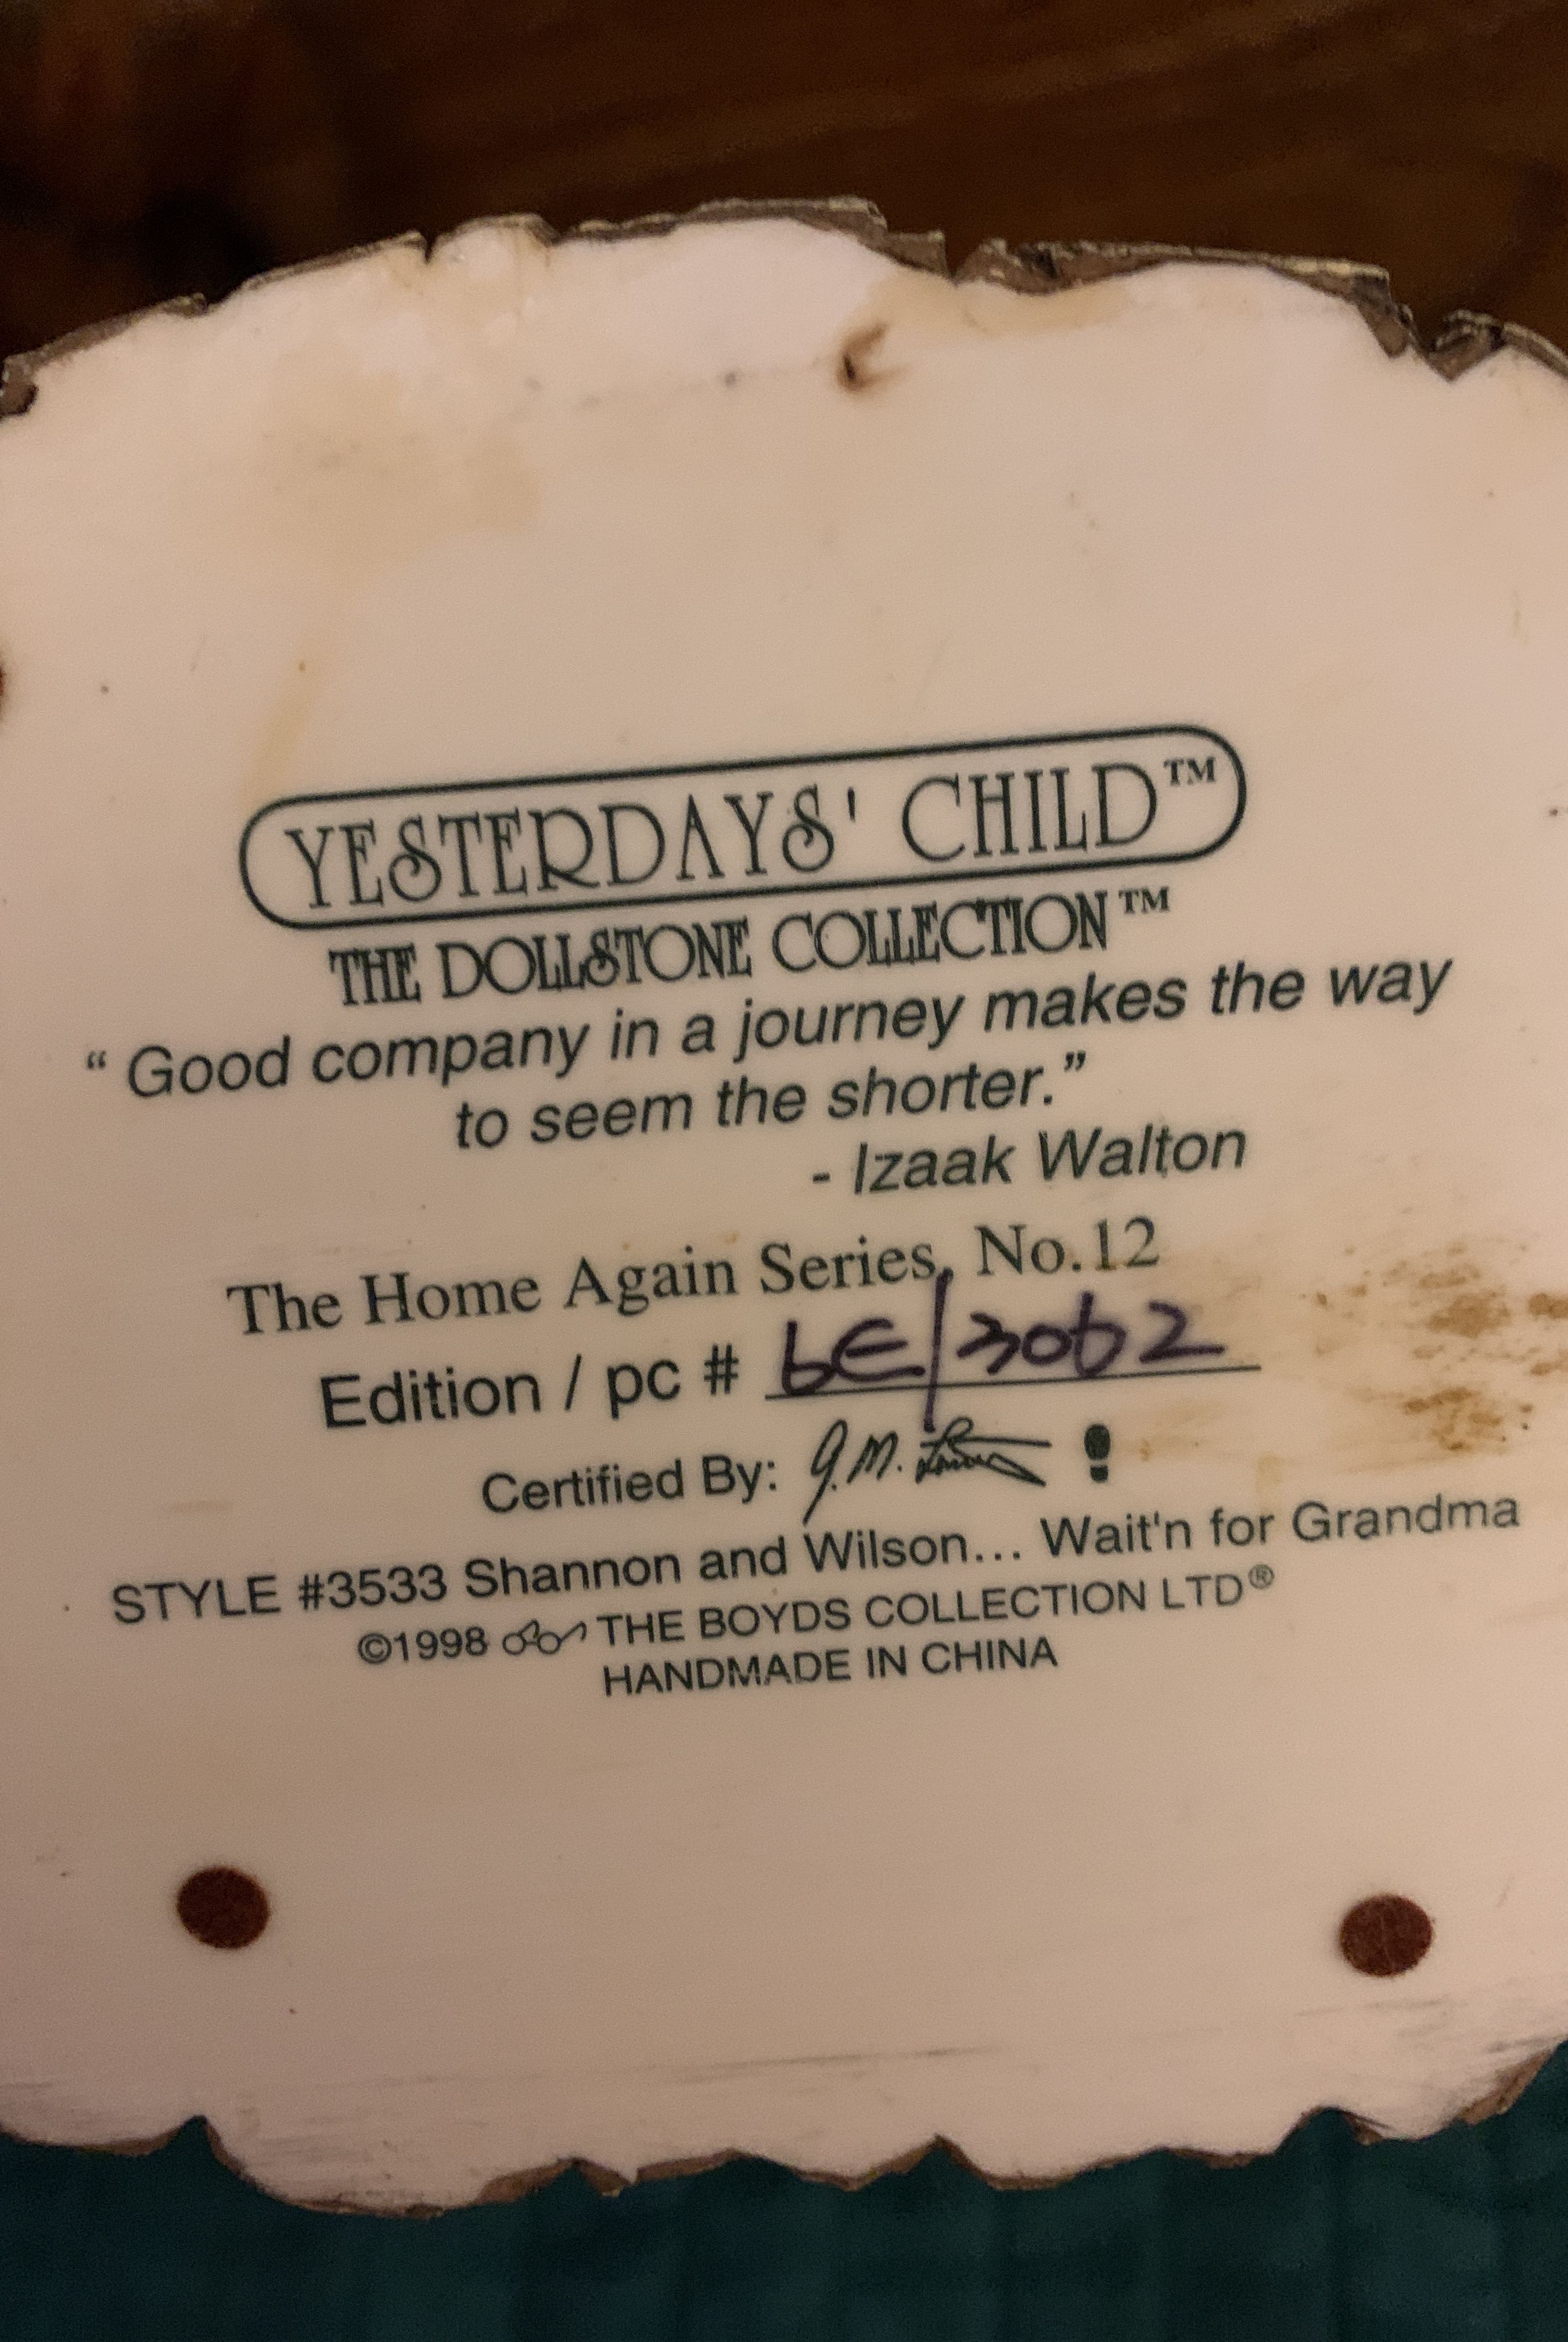 YESTERDAYS' CHILD™
THE DOLLSTONE COLLECTION™
“ Good company in a journey makes the way
to seem the shorter.”
- Izaak Walton
The Home Again Series, No.12
Edition / pc # 6E/3062
Certified By: G.M.
STYLE #3533 Shannon and Wilson... Wait'n for Grandma
©1998 THE BOYDS COLLECTION LTD®
HANDMADE IN CHINA